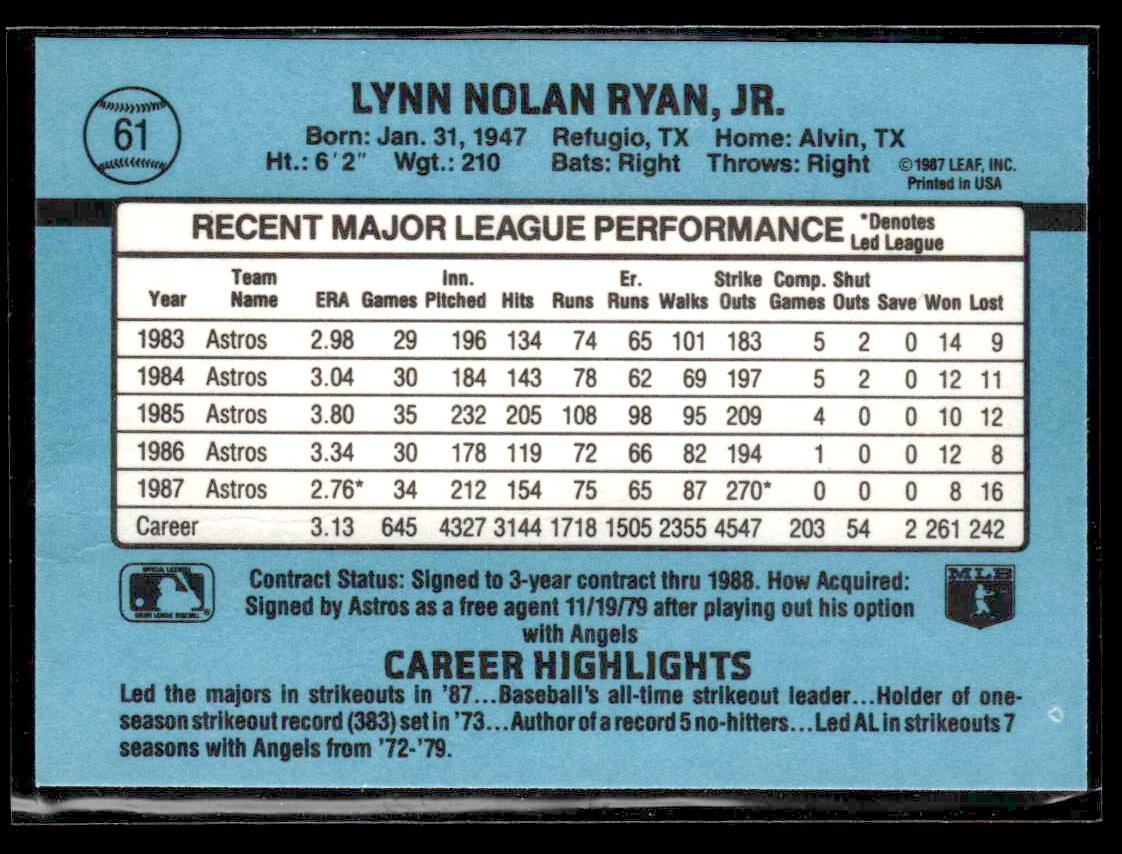 61
LYNN NOLAN RYAN, JR.
Born: Jan. 31, 1947 Refugio, TX Home: Alvin, TX
Ht.: 6'2" Wgt.: 210 Bats: Right Throws: Right ©1987 LEAF, INC.
Printed in USA
RECENT MAJOR LEAGUE PERFORMANCE *Denotes
Led League
Year Team Name ERA Games Inn. Pitched Hits Runs Er. Runs Walks Strike Outs Comp. Games Shut Outs Save Won Lost
1983 Astros 2.98 29 196 134 74 65 101 183 5 2 0 14 9
1984 Astros 3.04 30 184 143 78 62 69 197 5 2 0 12 11
1985 Astros 3.80 35 232 205 108 98 95 209 4 0 0 10 12
1986 Astros 3.34 30 178 119 72 66 82 194 1 0 0 12 8
1987 Astros 2.76* 34 212 154 75 65 87 270* 0 0 0 8 16
Career 3.13 645 4327 3144 1718 1505 2355 4547 203 54 2 261 242
Contract Status: Signed to 3-year contract thru 1988. How Acquired:
Signed by Astros as a free agent 11/19/79 after playing out his option
with Angels
MLB
CAREER HIGHLIGHTS
Led the majors in strikeouts in '87...Baseball's all-time strikeout leader...Holder of one-
season strikeout record (383) set in '73...Author of a record 5 no-hitters...Led AL in strikeouts 7
seasons with Angels from '72-'79.